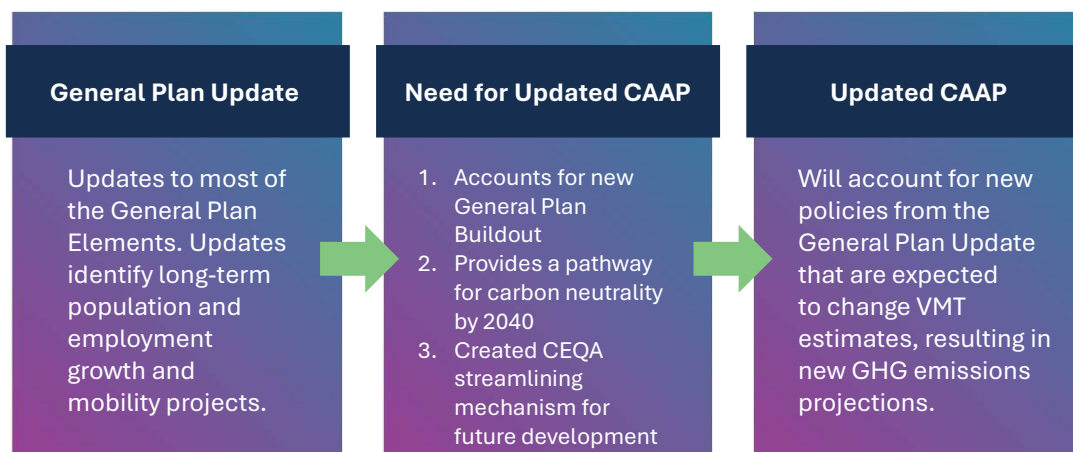 General Plan Update
Updates to most of
the General Plan
Elements. Updates
identify long-term
population and
employment
growth and
mobility projects.
Need for Updated CAAP
1. Accounts for new
General Plan
Buildout
2. Provides a pathway
for carbon neutrality
by 2040
3. Created CEQA
streamlining
mechanism for
future development
Updated CAAP
Will account for new
policies from the
General Plan Update
that are expected
to change VMT
estimates, resulting in
new GHG emissions
projections.